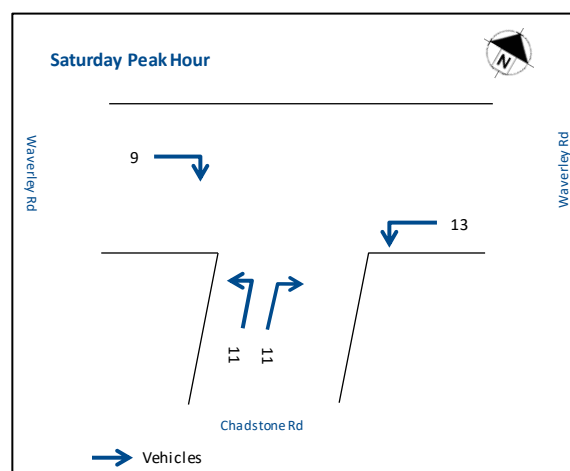 Saturday Peak Hour
N
Waverley Rd
Waverley Rd
9
13
11
11
Chadstone Rd
Vehicles